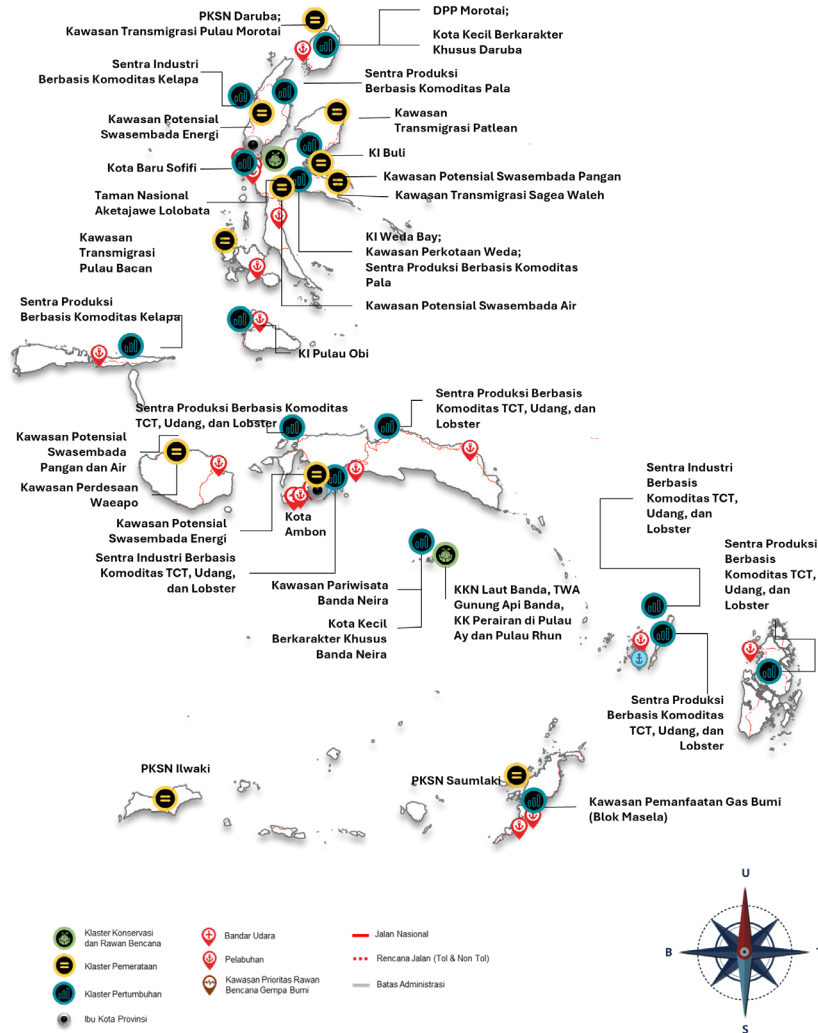 PKSN Daruba;
Kawasan Transmigrasi Pulau Morotai
DPP Morotai;
Kota Kecil Berkarakter
Khusus Daruba
Sentra Industri
Berbasis Komoditas Kelapa
Sentra Produksi
Berbasis Komoditas Pala
Kawasan Potensial
Swasembada Energi
Kawasan
Transmigrasi Patlean
KI Buli
Kota Baru Sofifi
Kawasan Potensial Swasembada Pangan
Taman Nasional
Aketajawe Lolobata
Kawasan Transmigrasi Sagea Waleh
Kawasan
Transmigrasi
Pulau Bacan
KI Weda Bay;
Kawasan Perkotaan Weda;
Sentra Produksi Berbasis Komoditas
Pala
Kawasan Potensial Swasembada Air
Sentra Produksi
Berbasis Komoditas Kelapa
KI Pulau Obi
Sentra Produksi Berbasis Komoditas
TCT, Udang, dan Lobster
Sentra Produksi Berbasis
Komoditas TCT, Udang, dan
Lobster
Kawasan Potensial
Swasembada
Pangan dan Air
Kawasan Perdesaan
Waeapo
Kawasan Potensial
Swasembada Energi
Kota
Ambon
Sentra Industri Berbasis
Komoditas TCT, Udang,
dan Lobster
Sentra Industri
Berbasis
Komoditas TCT,
Udang, dan
Lobster
Sentra Produksi
Berbasis
Komoditas TCT,
Udang, dan
Lobster
Kawasan Pariwisata
Banda Neira
Kota Kecil
Berkarakter Khusus
Banda Neira
KKN Laut Banda, TWA
Gunung Api Banda,
KK Perairan di Pulau
Ay dan Pulau Rhun
Sentra Produksi
Berbasis Komoditas
TCT, Udang, dan
Lobster
PKSN Ilwaki
PKSN Saumlaki
Kawasan Pemanfaatan Gas Bumi
(Blok Masela)
U
B
T
S
Klaster Konservasi
dan Rawan Bencana
Klaster Pemerataan
Klaster Pertumbuhan
Ibu Kota Provinsi
Bandar Udara
Pelabuhan
Kawasan Prioritas Rawan
Bencana Gempa Bumi
Jalan Nasional
Rencana Jalan (Tol & Non Tol)
Batas Administrasi